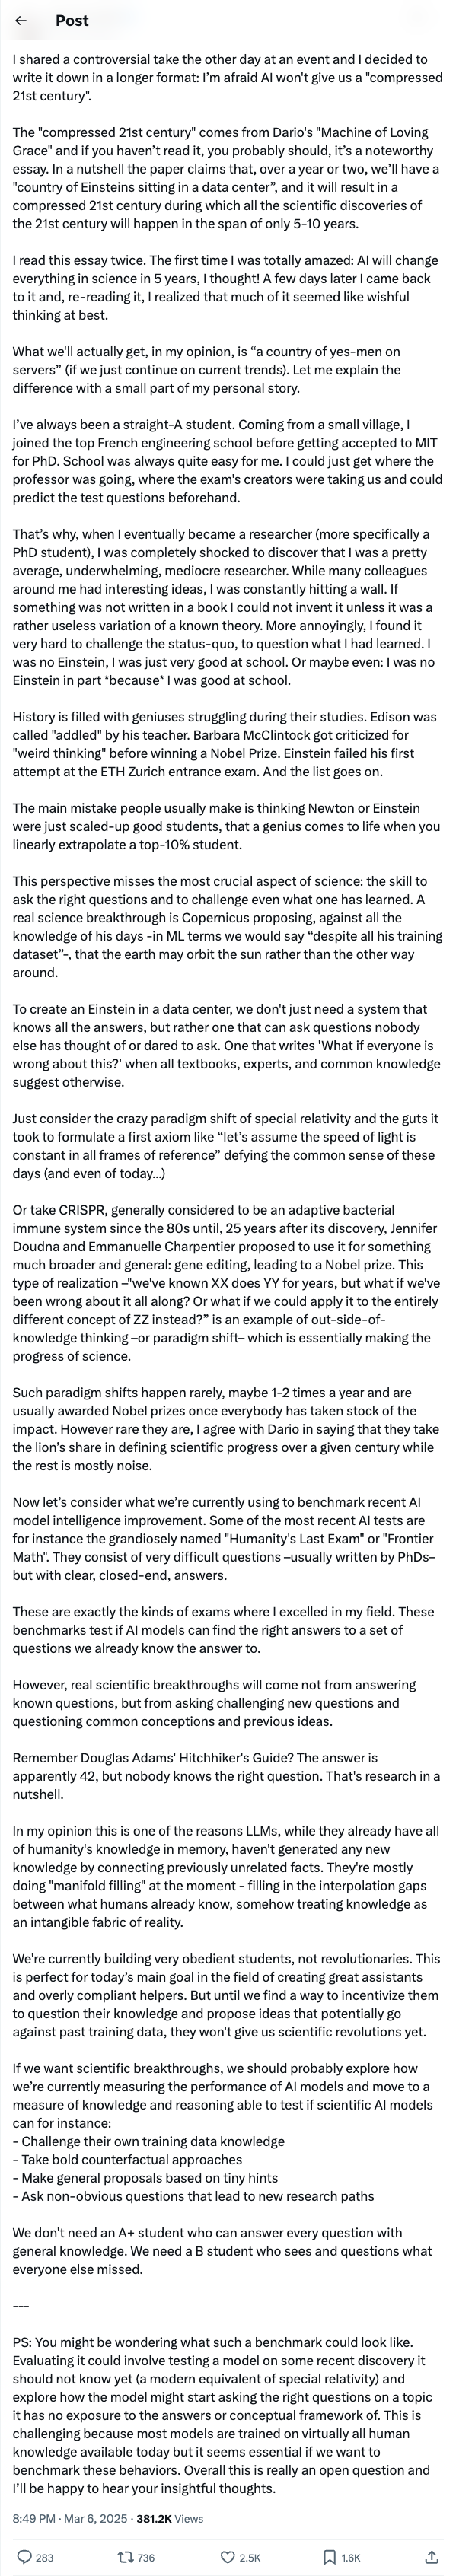 Post
I shared a controversial take the other day at an event and I decided to
write it down in a longer format: I’m afraid AI won't give us a "compressed
21st century".
The "compressed 21st century" comes from Dario's "Machine of Loving
Grace" and if you haven’t read it, you probably should, it’s a noteworthy
essay. In a nutshell the paper claims that, over a year or two, we’ll have a
"country of Einsteins sitting in a data center”, and it will result in a
compressed 21st century during which all the scientific discoveries of
the 21st century will happen in the span of only 5-10 years.
I read this essay twice. The first time I was totally amazed: AI will change
everything in science in 5 years, I thought! A few days later I came back
to it and, re-reading it, I realized that much of it seemed like wishful
thinking at best.
What we'll actually get, in my opinion, is “a country of yes-men on
servers” (if we just continue on current trends). Let me explain the
difference with a small part of my personal story.
I’ve always been a straight-A student. Coming from a small village, I
joined the top French engineering school before getting accepted to MIT
for PhD. School was always quite easy for me. I could just get where the
professor was going, where the exam's creators were taking us and could
predict the test questions beforehand.
That’s why, when I eventually became a researcher (more specifically a
PhD student), I was completely shocked to discover that I was a pretty
average, underwhelming, mediocre researcher. While many colleagues
around me had interesting ideas, I was constantly hitting a wall. If
something was not written in a book I could not invent it unless it was a
rather useless variation of a known theory. More annoyingly, I found it
very hard to challenge the status-quo, to question what I had learned. I
was no Einstein, I was just very good at school. Or maybe even: I was no
Einstein in part *because* I was good at school.
History is filled with geniuses struggling during their studies. Edison was
called "addled" by his teacher. Barbara McClintock got criticized for
"weird thinking" before winning a Nobel Prize. Einstein failed his first
attempt at the ETH Zurich entrance exam. And the list goes on.
The main mistake people usually make is thinking Newton or Einstein
were just scaled-up good students, that a genius comes to life when you
linearly extrapolate a top-10% student.
This perspective misses the most crucial aspect of science: the skill to
ask the right questions and to challenge even what one has learned. A
real science breakthrough is Copernicus proposing, against all the
knowledge of his days -in ML terms we would say “despite all his training
dataset”-, that the earth may orbit the sun rather than the other way
around.
To create an Einstein in a data center, we don't just need a system that
knows all the answers, but rather one that can ask questions nobody
else has thought of or dared to ask. One that writes 'What if everyone is
wrong about this?' when all textbooks, experts, and common knowledge
suggest otherwise.
Just consider the crazy paradigm shift of special relativity and the guts it
took to formulate a first axiom like “let’s assume the speed of light is
constant in all frames of reference” defying the common sense of these
days (and even of today…)
Or take CRISPR, generally considered to be an adaptive bacterial
immune system since the 80s until, 25 years after its discovery, Jennifer
Doudna and Emmanuelle Charpentier proposed to use it for something
much broader and general: gene editing, leading to a Nobel prize. This
type of realization –"we've known XX does YY for years, but what if we've
been wrong about it all along? Or what if we could apply it to the entirely
different concept of ZZ instead?” is an example of out-side-of-
knowledge thinking –or paradigm shift– which is essentially making the
progress of science.
Such paradigm shifts happen rarely, maybe 1-2 times a year and are
usually awarded Nobel prizes once everybody has taken stock of the
impact. However rare they are, I agree with Dario in saying that they take
the lion’s share in defining scientific progress over a given century while
the rest is mostly noise.
Now let’s consider what we’re currently using to benchmark recent AI
model intelligence improvement. Some of the most recent AI tests are
for instance the grandiosely named "Humanity's Last Exam" or "Frontier
Math". They consist of very difficult questions –usually written by PhDs–
but with clear, closed-end, answers.
These are exactly the kinds of exams where I excelled in my field. These
benchmarks test if AI models can find the right answers to a set of
questions we already know the answer to.
However, real scientific breakthroughs will come not from answering
known questions, but from asking challenging new questions and
questioning common conceptions and previous ideas.
Remember Douglas Adams' Hitchhiker's Guide? The answer is
apparently 42, but nobody knows the right question. That's research in a
nutshell.
In my opinion this is one of the reasons LLMs, while they already have all
of humanity's knowledge in memory, haven't generated any new
knowledge by connecting previously unrelated facts. They're mostly
doing "manifold filling" at the moment - filling in the interpolation gaps
between what humans already know, somehow treating knowledge as
an intangible fabric of reality.
We're currently building very obedient students, not revolutionaries. This
is perfect for today’s main goal in the field of creating great assistants
and overly compliant helpers. But until we find a way to incentivize them
to question their knowledge and propose ideas that potentially go
against past training data, they won't give us scientific revolutions yet.
If we want scientific breakthroughs, we should probably explore how
we’re currently measuring the performance of AI models and move to a
measure of knowledge and reasoning able to test if scientific AI models
can for instance:
- Challenge their own training data knowledge
- Take bold counterfactual approaches
- Make general proposals based on tiny hints
- Ask non-obvious questions that lead to new research paths
We don't need an A+ student who can answer every question with
general knowledge. We need a B student who sees and questions what
everyone else missed.
---
PS: You might be wondering what such a benchmark could look like.
Evaluating it could involve testing a model on some recent discovery it
should not know yet (a modern equivalent of special relativity) and
explore how the model might start asking the right questions on a topic
it has no exposure to the answers or conceptual framework of. This is
challenging because most models are trained on virtually all human
knowledge available today but it seems essential if we want to
benchmark these behaviors. Overall this is really an open question and
I’ll be happy to hear your insightful thoughts.
8:49 PM · Mar 6, 2025 · 381.2K Views
283 736 2.5K 1.6K